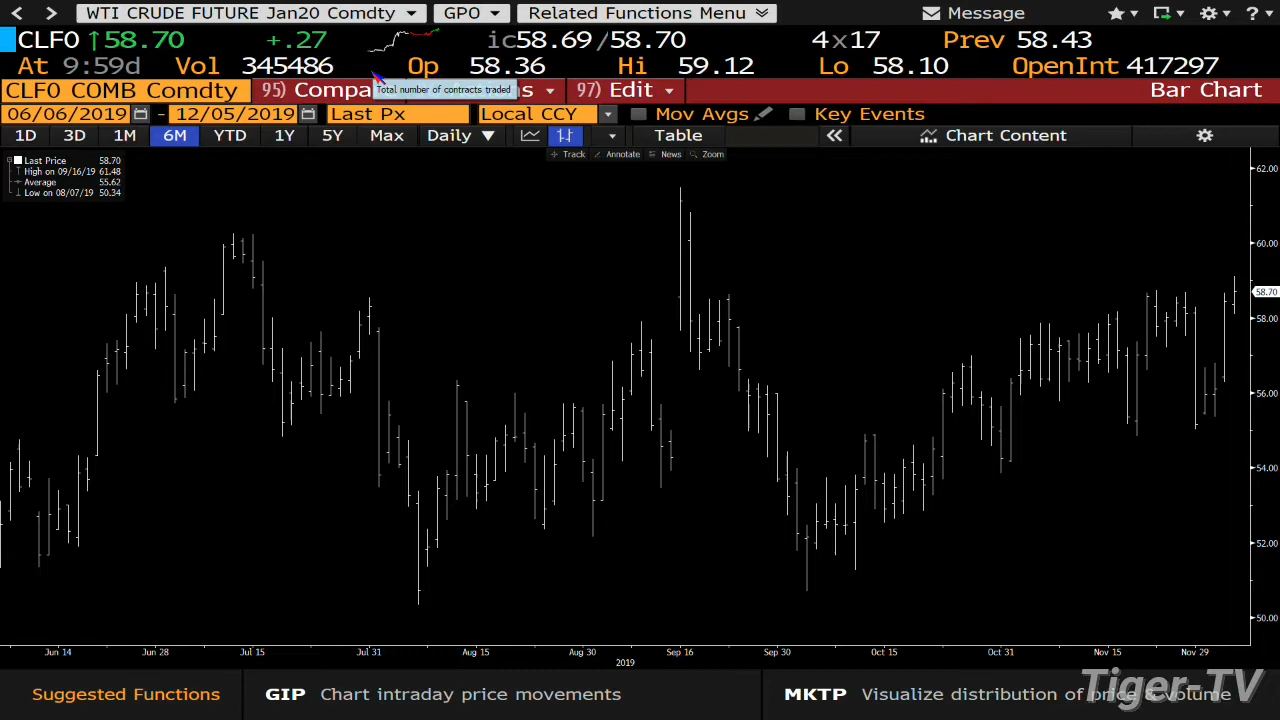 WTI CRUDE FUTURE Jan20 Comdty GPO Related Functions Menu Message ?
CLF0 ↑58.70 +.27 ic58.69/58.70 4x17 Prev 58.43
At 9:59d Vol 345486 Op 58.36 Hi 59.12 Lo 58.10 OpenInt 417297
CLF0 COMB Comdty 95) Compa s 97) Edit Bar Chart
Total number of contracts traded
06/06/2019 - 12/05/2019 Last Px Local CCY Mov Avgs Key Events
1D 3D 1M 6M YTD 1Y 5Y Max Daily ▼ Table « Chart Content
Track Annotate News Zoom
Last Price 58.70
High on 09/16/19 61.48
Average 55.62
Low on 08/07/19 50.34
62.00
60.00
58.70
58.00
56.00
54.00
52.00
50.00
Jun 14 Jun 28 Jul 15 Jul 31 Aug 15 Aug 30 Sep 16 Sep 30 Oct 15 Oct 31 Nov 15 Nov 29
2019
Suggested Functions GIP Chart intraday price movements MKTP Visualize distribution of price & volume
Tiger-TV